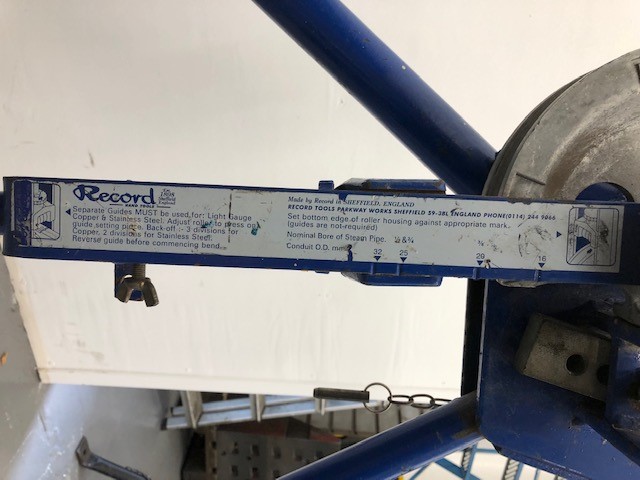 Record
HAND TOOLS
Separate Guides MUST be used for: Light Gauge
Copper & Stainless Steel. Adjust roller to press on
guide, setting piece. Back-off :- 3 divisions for
Copper, 2 divisions for Stainless Steel.
Reverse guide before commencing bend.
Made by Record in SHEFFIELD, ENGLAND
RECORD TOOLS PARKWAY WORKS SHEFFIELD S9-3BL ENGLAND PHONE (0114) 244 9066
Set bottom edge of roller housing against appropriate mark.
(guides are not required)
Nominal Bore of Steam Pipe. ½ & ¾
Conduit O.D. mm 32 25 20 16